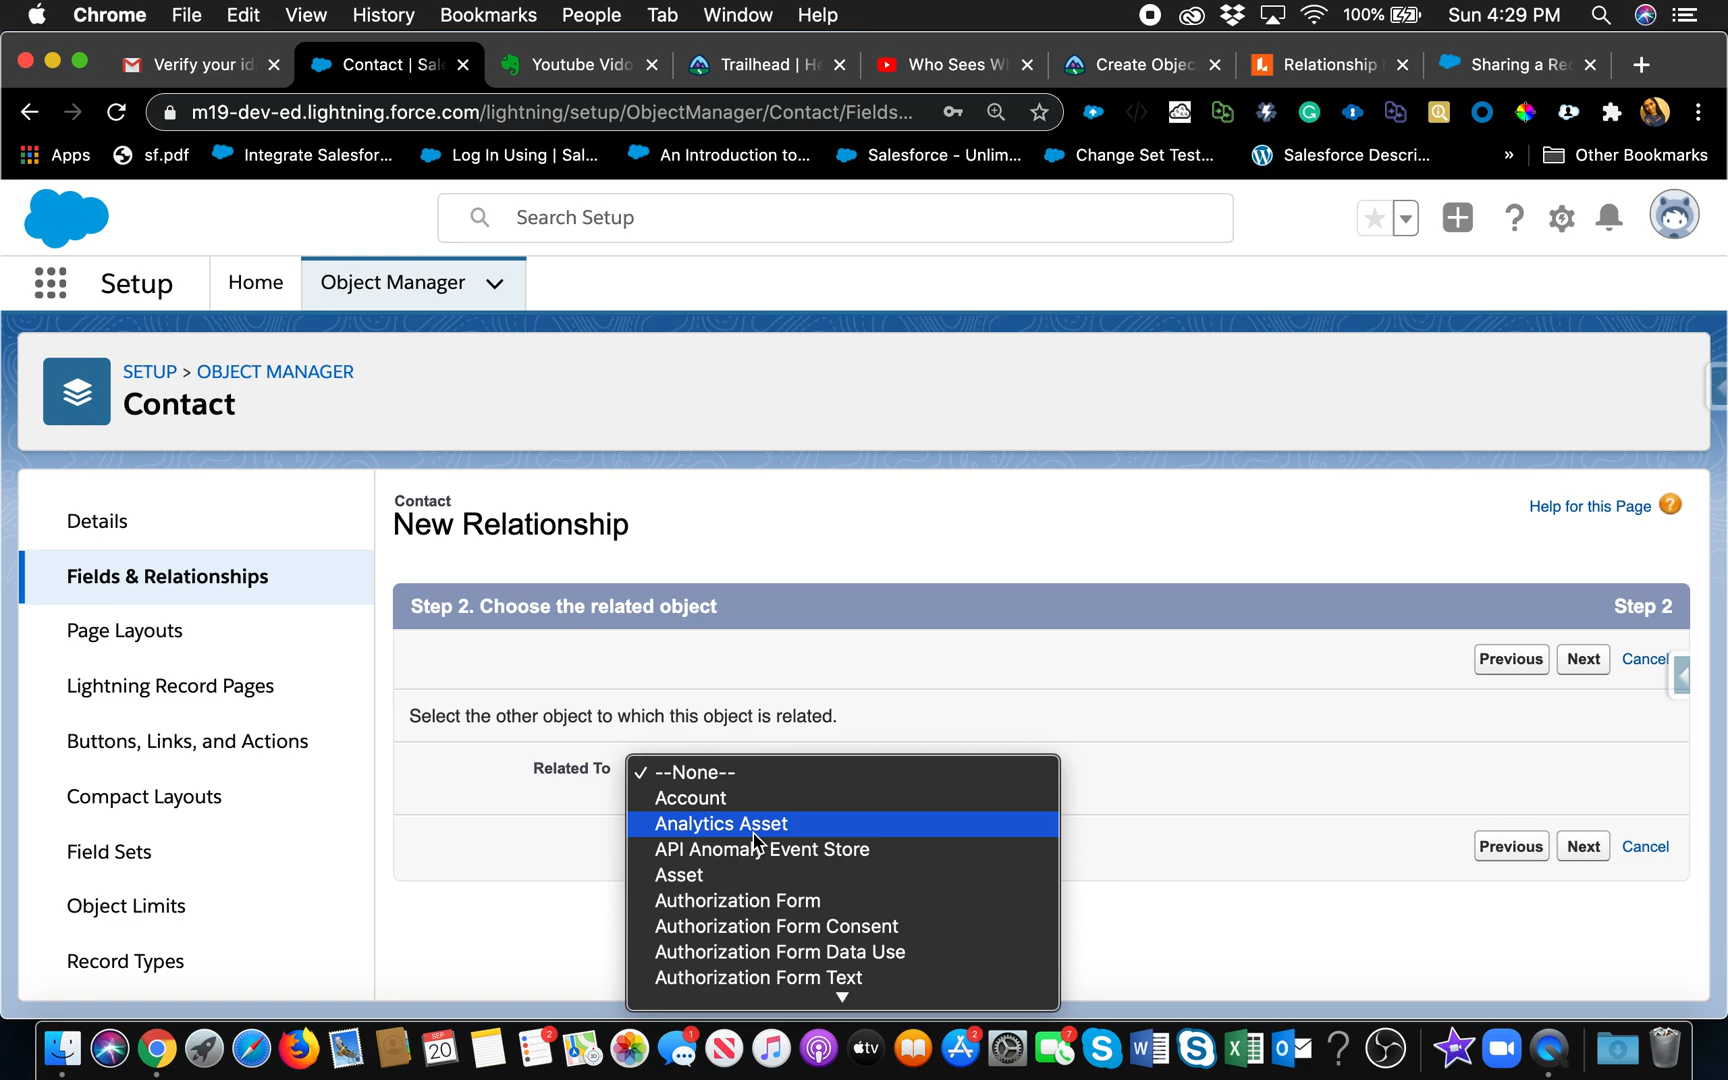 Chrome File Edit View History Bookmarks People Tab Window Help 100% Sun 4:29 PM
Verify your id Contact | Sal Youtube Vido Trailhead | H Who Sees W Create Objec Relationship Sharing a Re
m19-dev-ed.lightning.force.com/lightning/setup/ObjectManager/Contact/Fields...
Apps sf.pdf Integrate Salesfor... Log In Using | Sal... An Introduction to... Salesforce - Unlim... Change Set Test... Salesforce Descri... » Other Bookmarks
Search Setup
Setup Home Object Manager
SETUP > OBJECT MANAGER
Contact
Details
Fields & Relationships
Page Layouts
Lightning Record Pages
Buttons, Links, and Actions
Compact Layouts
Field Sets
Object Limits
Record Types
Contact
New Relationship
Help for this Page
Step 2. Choose the related object Step 2
Previous Next Cancel
Select the other object to which this object is related.
Related To
--None--
Account
Analytics Asset
API Anomaly Event Store
Asset
Authorization Form
Authorization Form Consent
Authorization Form Data Use
Authorization Form Text
Previous Next Cancel
SEP 20 2 1 tv 2 7